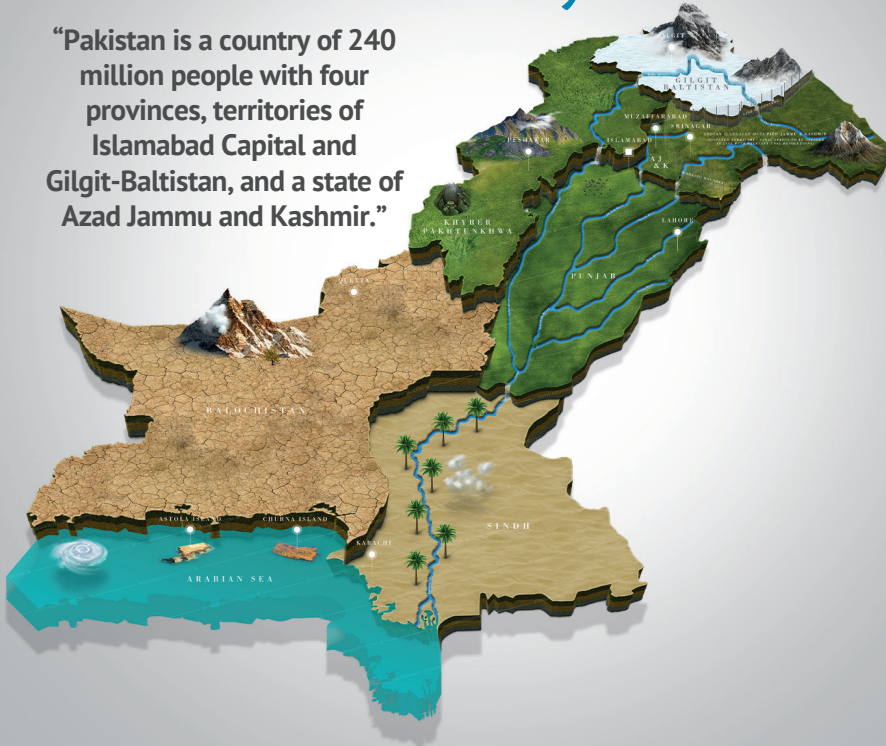 “Pakistan is a country of 240
million people with four
provinces, territories of
Islamabad Capital and
Gilgit-Baltistan, and a state of
Azad Jammu and Kashmir.”
GILGIT
GILGIT
BALTISTAN
MUZAFFARABAD
SRINAGAR
PESHAWAR
ISLAMABAD
AJ
&K
KHYBER
PAKHTUNKHWA
LAHORE
PUNJAB
QUETTA
BALOCHISTAN
SINDH
ASTOLA ISLAND
CHURNA ISLAND
KARACHI
ARABIAN SEA